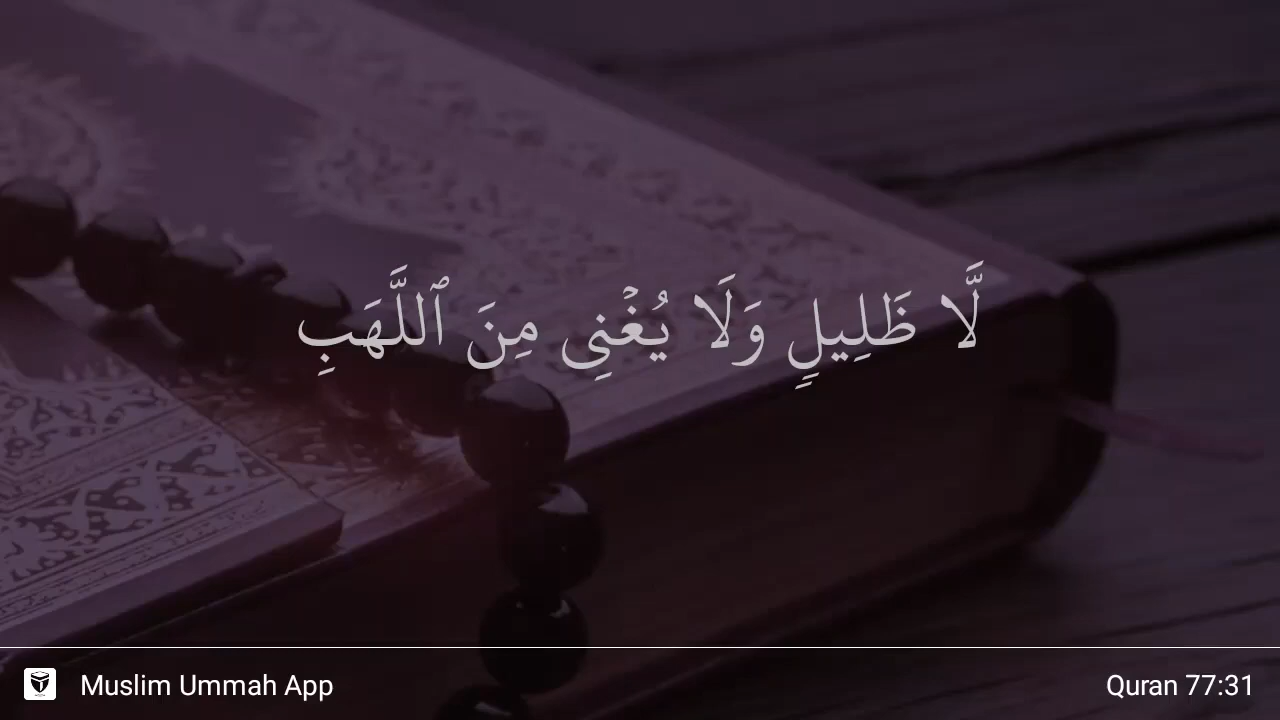 لَّا ظَلِيلٍ وَلَا يُغْنِى مِنَ ٱللَّهَبِ
Muslim Ummah App
Quran 77:31